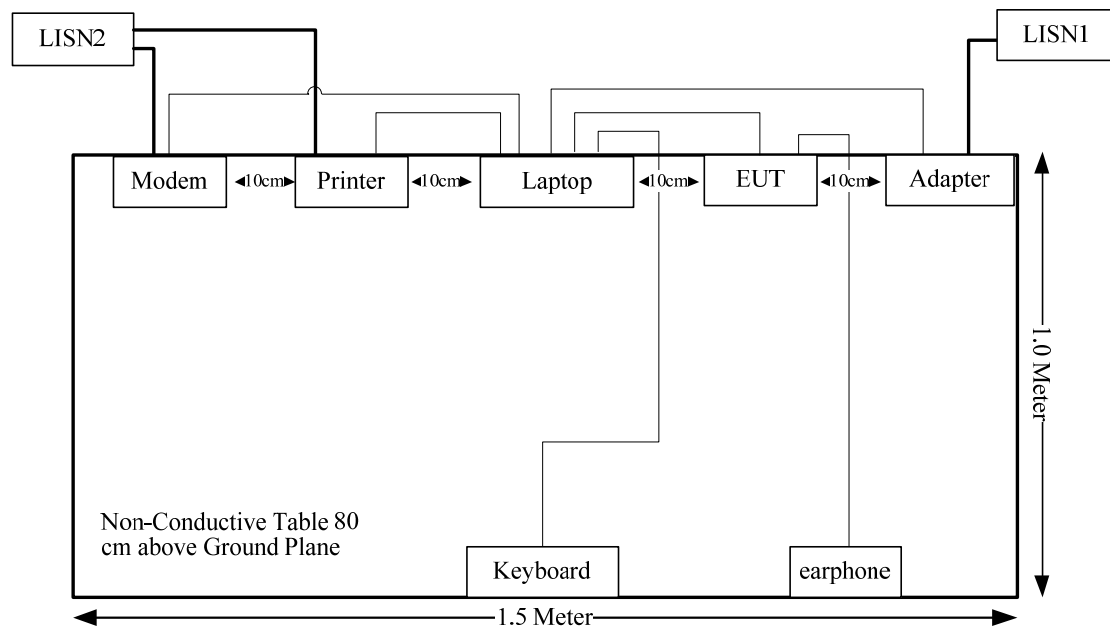 LISN2
LISN1
Modem
10cm
Printer
10cm
Laptop
10cm
EUT
10cm
Adapter
1.0 Meter
Non-Conductive Table 80
cm above Ground Plane
Keyboard
earphone
1.5 Meter